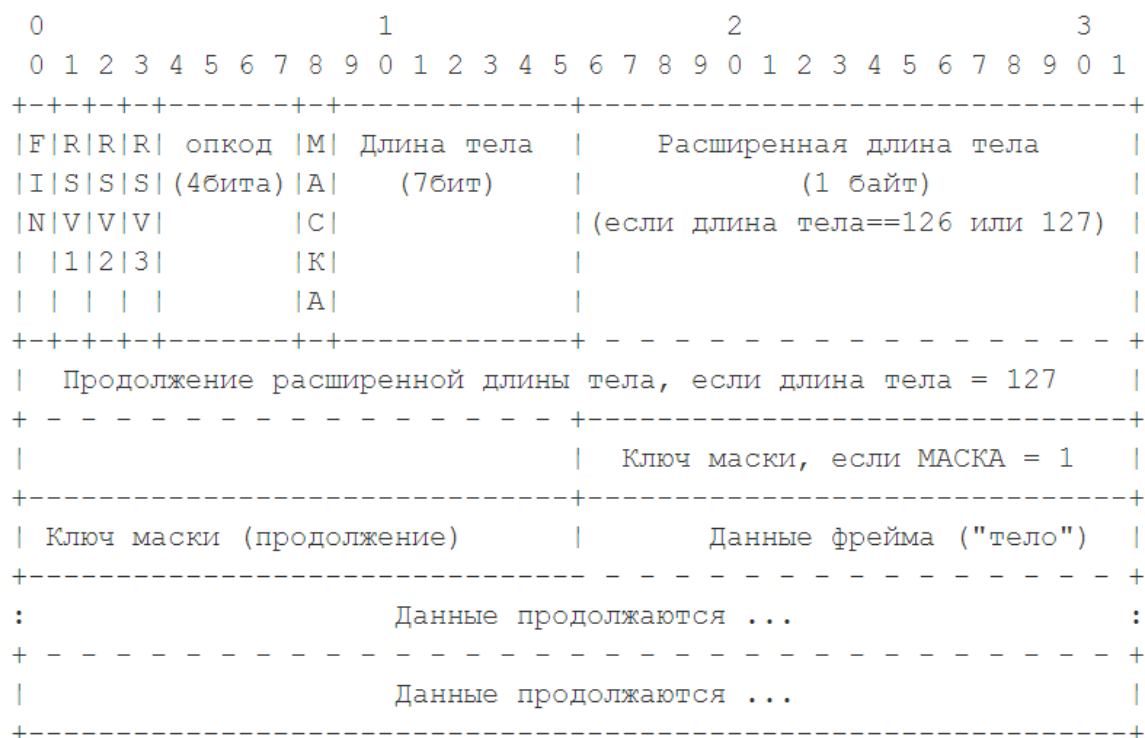 0                   1                   2                   3
 0 1 2 3 4 5 6 7 8 9 0 1 2 3 4 5 6 7 8 9 0 1 2 3 4 5 6 7 8 9 0 1
+-+-+-+-+-------+-+-------------+-------------------------------+
|F|R|R|R| опкод |М| Длина тела  |    Расширенная длина тела     |
|I|S|S|S|(4бита)|А|   (7бит)    |            (1 байт)           |
|N|V|V|V|       |С|             |(если длина тела==126 или 127) |
| |1|2|3|       |К|             |                               |
| | | | |       |А|             |                               |
+-+-+-+-+-------+-+-------------+ - - - - - - - - - - - - - - - +
|  Продолжение расширенной длины тела, если длина тела = 127    |
+ - - - - - - - - - - - - - - - +-------------------------------+
|                               |  Ключ маски, если МАСКА = 1   |
+-------------------------------+-------------------------------+
| Ключ маски (продолжение)      |       Данные фрейма ("тело")  |
+-------------------------------- - - - - - - - - - - - - - - - +
:                     Данные продолжаются ...                   :
+ - - - - - - - - - - - - - - - - - - - - - - - - - - - - - - - +
|                     Данные продолжаются ...                   |
+---------------------------------------------------------------+